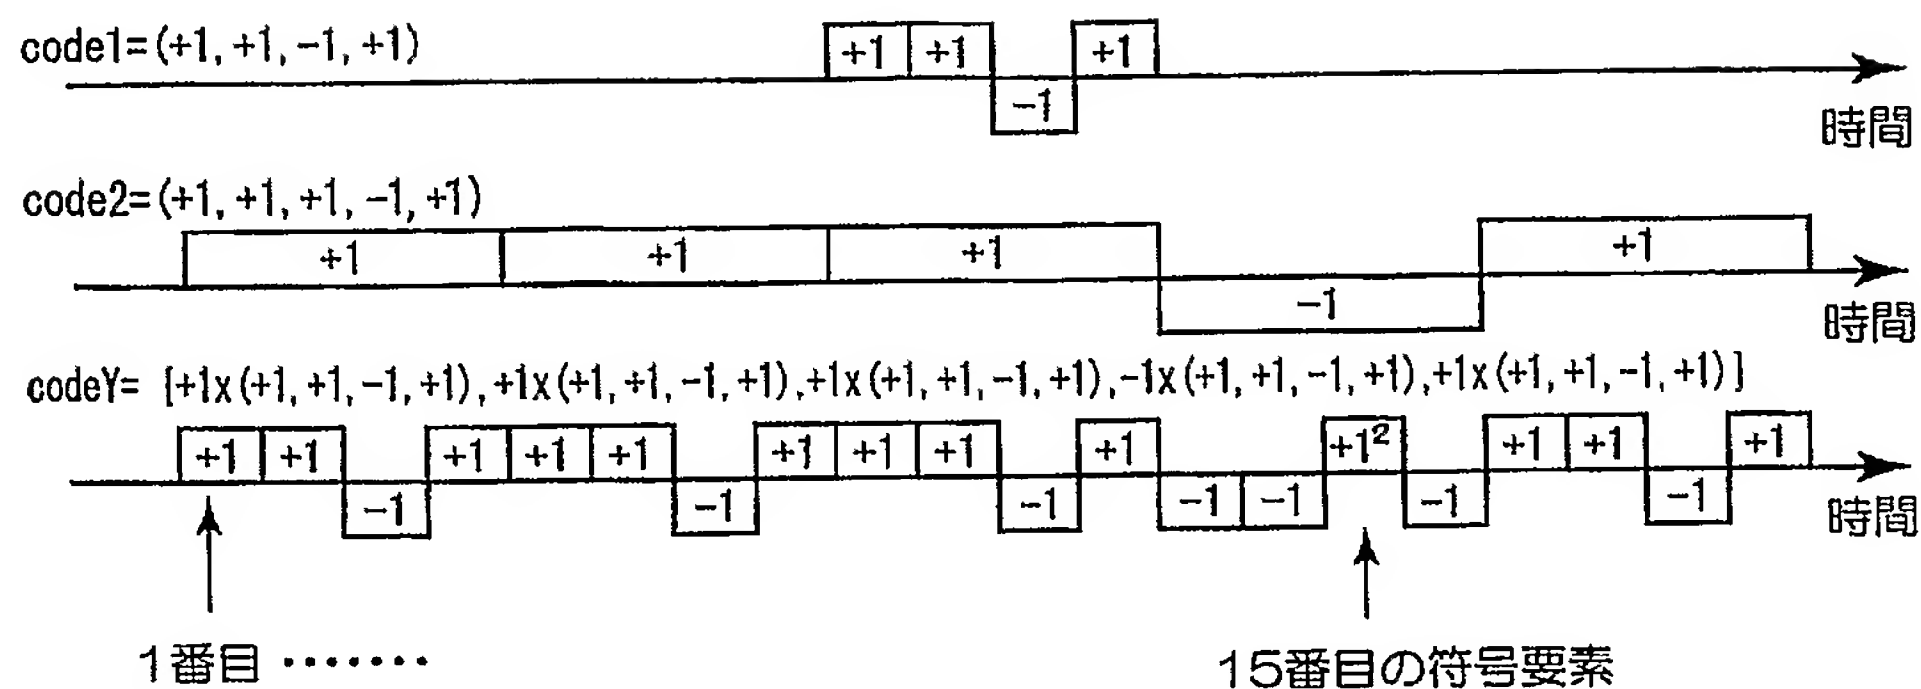 code1=(+1, +1, -1, +1)
+1 +1 -1 +1
時間
code2=(+1, +1, +1, -1, +1)
+1 +1 +1 -1 +1
時間
codeY= [+1x(+1, +1, -1, +1),+1x(+1, +1, -1, +1),+1x(+1, +1, -1, +1),-1x(+1, +1, -1, +1),+1x(+1, +1, -1, +1)]
+1 +1 -1 +1 +1 +1 -1 +1 +1 +1 -1 +1 -1 -1 +1² -1 +1 +1 -1 +1
時間
1番目 ·······
15番目の符号要素